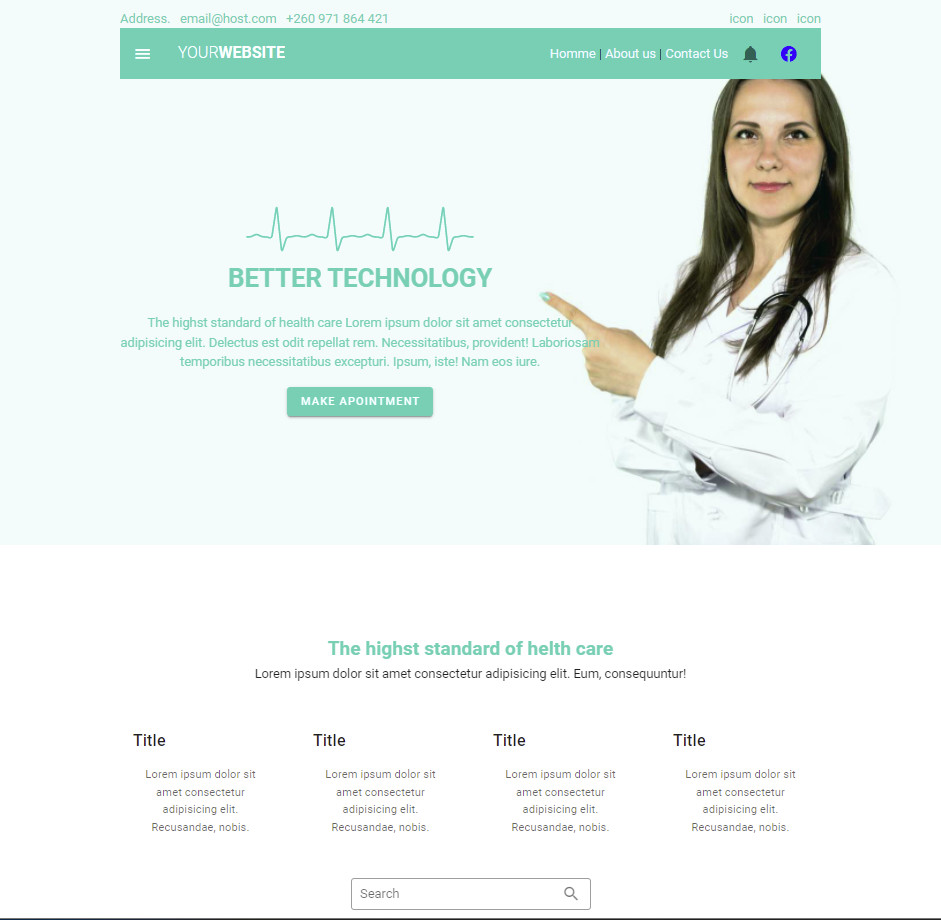 Address. email@host.com +260 971 864 421 icon icon icon
YOURWEBSITE Homme | About us | Contact Us
BETTER TECHNOLOGY
The highst standard of health care Lorem ipsum dolor sit amet consectetur
adipisicing elit. Delectus est odit repellat rem. Necessitatibus, provident! Laboriosam
temporibus necessitatibus excepturi. Ipsum, iste! Nam eos iure.
MAKE APOINTMENT
The highst standard of helth care
Lorem ipsum dolor sit amet consectetur adipisicing elit. Eum, consequuntur!
Title
Lorem ipsum dolor sit
amet consectetur
adipisicing elit.
Recusandae, nobis.
Title
Lorem ipsum dolor sit
amet consectetur
adipisicing elit.
Recusandae, nobis.
Title
Lorem ipsum dolor sit
amet consectetur
adipisicing elit.
Recusandae, nobis.
Title
Lorem ipsum dolor sit
amet consectetur
adipisicing elit.
Recusandae, nobis.
Search